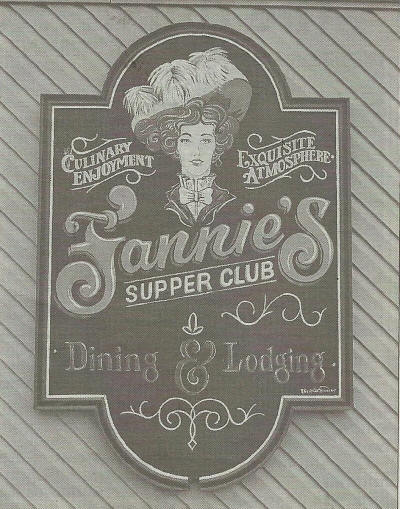 Culinary
Enjoyment
Exquisite
Atmosphere
Fannie's
SUPPER CLUB
Dining & Lodging